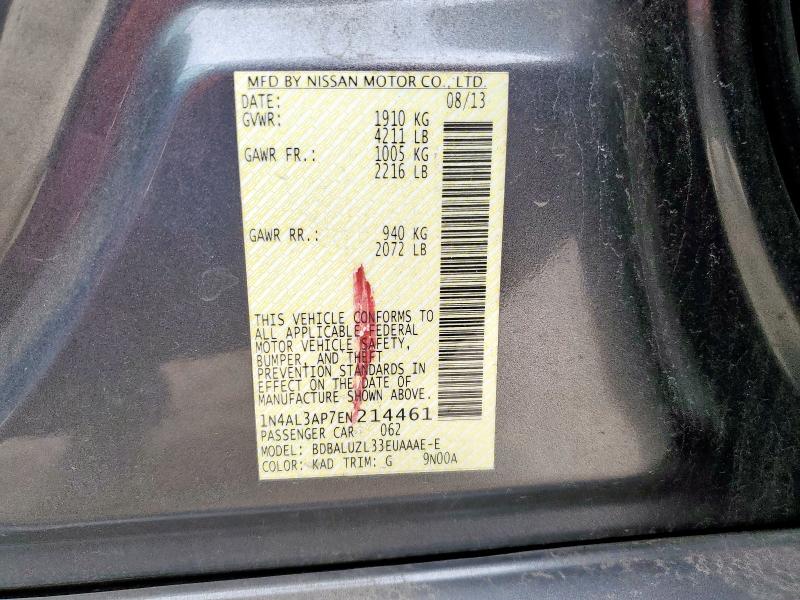 MFD BY NISSAN MOTOR CO., LTD.
DATE: 08/13
GVWR: 1910 KG
4211 LB
GAWR FR.: 1005 KG
2216 LB
GAWR RR.: 940 KG
2072 LB
THIS VEHICLE CONFORMS TO
ALL APPLICABLE FEDERAL
MOTOR VEHICLE SAFETY,
BUMPER, AND THEFT
PREVENTION STANDARDS IN
EFFECT ON THE DATE OF
MANUFACTURE SHOWN ABOVE.
1N4AL3AP7EN214461
PASSENGER CAR 062
MODEL: BDBALUZL33EUAAAE-E
COLOR: KAD TRIM: G 9N00A